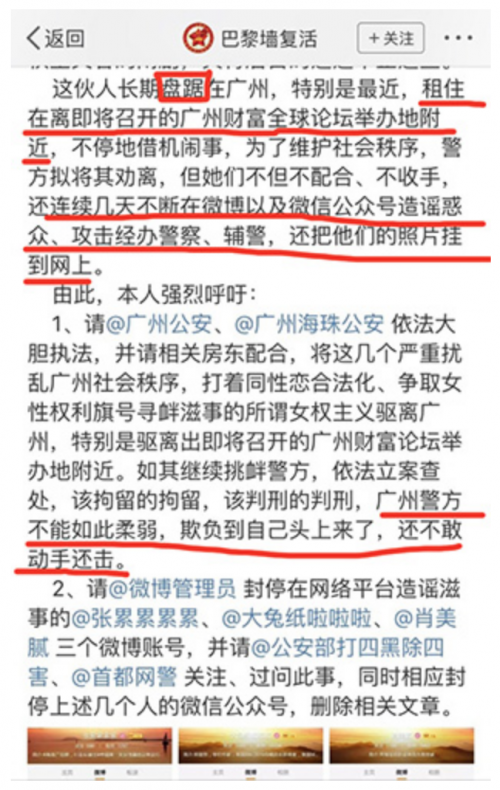 返回
巴黎墙复活
+关注
这伙人长期盘踞在广州，特别是最近，租住
在离即将召开的广州财富全球论坛举办地附
近，不停地借机闹事，为了维护社会秩序，警
方拟将其劝离，但她们不但不配合、不收手，
还连续几天不断在微博以及微信公众号造谣惑
众、攻击经办警察、辅警，还把他们的照片挂
到网上。
由此，本人强烈呼吁：
1、请@广州公安、@广州海珠公安 依法大
胆执法，并请相关房东配合，将这几个严重扰
乱广州社会秩序，打着同性恋合法化、争取女
性权利旗号寻衅滋事的所谓女权主义驱离广
州，特别是驱离出即将召开的广州财富论坛举
办地附近。如其继续挑衅警方，依法立案查
处，该拘留的拘留，该判刑的判刑，广州警方
不能如此柔弱，欺负到自己头上来了，还不敢
动手还击。
2、请@微博管理员 封停在网络平台造谣滋
事的@张累累累累、@大兔纸啦啦啦、@肖美
腻 三个微博账号，并请@公安部打四黑除四
害、@首都网警 关注、过问此事，同时相应封
停上述几个人的微信公众号，删除相关文章。